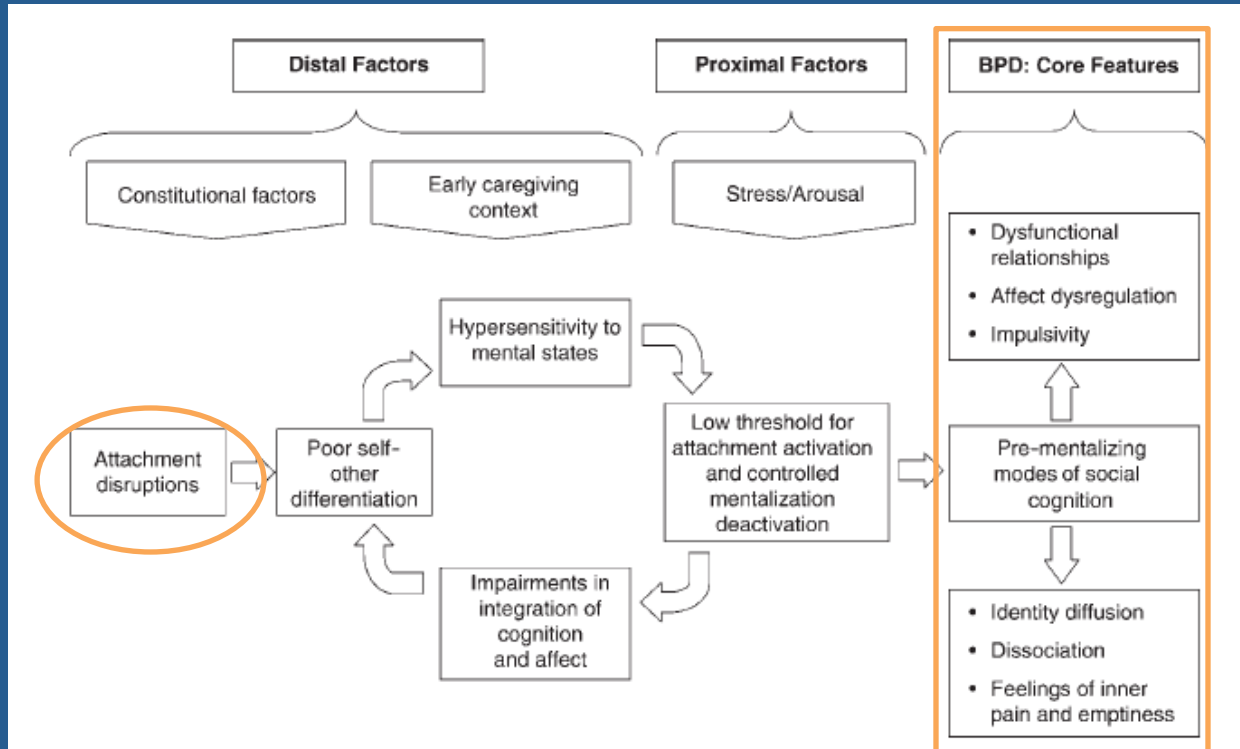 Distal Factors
Proximal Factors
BPD: Core Features
Constitutional factors
Early caregiving
context
Stress/Arousal
• Dysfunctional
relationships
• Affect dysregulation
• Impulsivity
Hypersensitivity to
mental states
Attachment
disruptions
Poor self-
other
differentiation
Low threshold for
attachment activation
and controlled
mentalization
deactivation
Pre-mentalizing
modes of social
cognition
Impairments in
integration of
cognition
and affect
• Identity diffusion
• Dissociation
• Feelings of inner
pain and emptiness